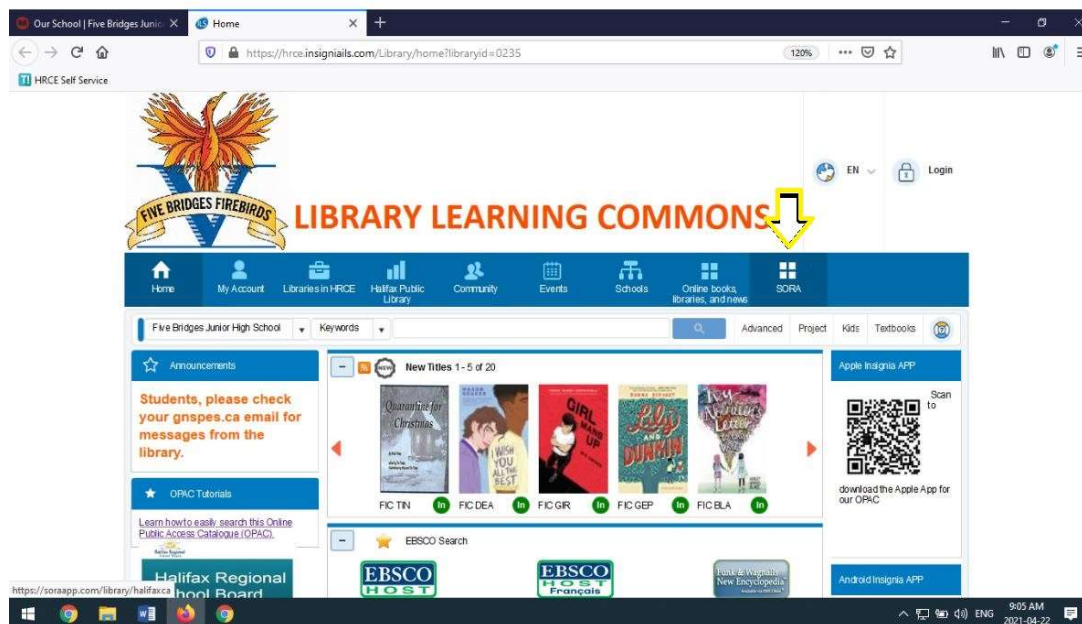 Our School | Five Bridges Junio
Home
https://hrce.insigniails.com/Library/home?libraryid=0235
120%
HRCE Self Service
FIVE BRIDGES FIREBIRDS
LIBRARY LEARNING COMMONS
EN
Login
Home
My Account
Libraries in HRCE
Halifax Public
Library
Community
Events
Schools
Online books,
libraries, and news
SORA
Five Bridges Junior High School
Keywords
Advanced
Project
Kids
Textbooks
Announcements
Students, please check
your gnspes.ca email for
messages from the
library.
OPAC Tutorials
Learn how to easily search this Online
Public Access Catalogue (OPAC).
Halifax Regional
hool Board
NEW
New Titles 1 - 5 of 20
Quarantine for
Christmas
I WISH
YOU
ALL THE
BEST
GIRL
MANS
UP
Lily
AND
DUNKIN
Ivy
Aberdeen's
Letter
FIC TIN
In
FIC DEA
In
FIC GIR
In
FIC GEP
In
FIC BLA
In
EBSCO Search
EBSCO
HOST
EBSCO
HOST
Français
Funk & Wagnalls
New Encyclopedia
Apple Insignia APP
Scan
to
download the Apple App for
our OPAC
Android Insignia APP
https://soraapp.com/library/halifaxca
ENG
9:05 AM
2021-04-22